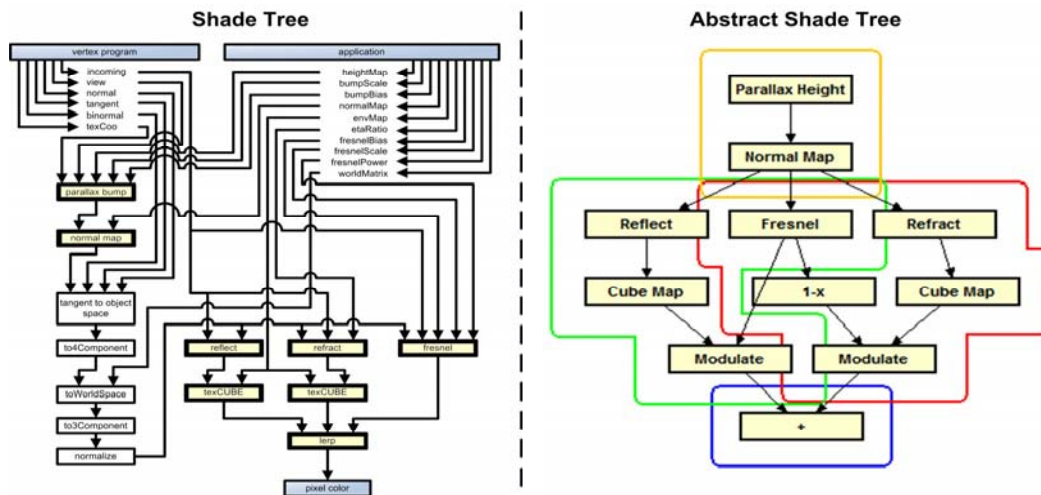 Shade Tree
vertex program
application
incoming
view
normal
tangent
binormal
texCoo
heightMap
bumpScale
bumpBias
normalMap
envMap
etaRatio
fresnelBias
fresnelScale
fresnelPower
worldMatrix
parallax bump
normal map
tangent to object
space
to4Component
toWorldSpace
to3Component
normalize
reflect
refract
fresnel
texCUBE
texCUBE
lerp
pixel color
Abstract Shade Tree
Parallax Height
Normal Map
Reflect
Fresnel
Refract
Cube Map
1-x
Cube Map
Modulate
Modulate
+